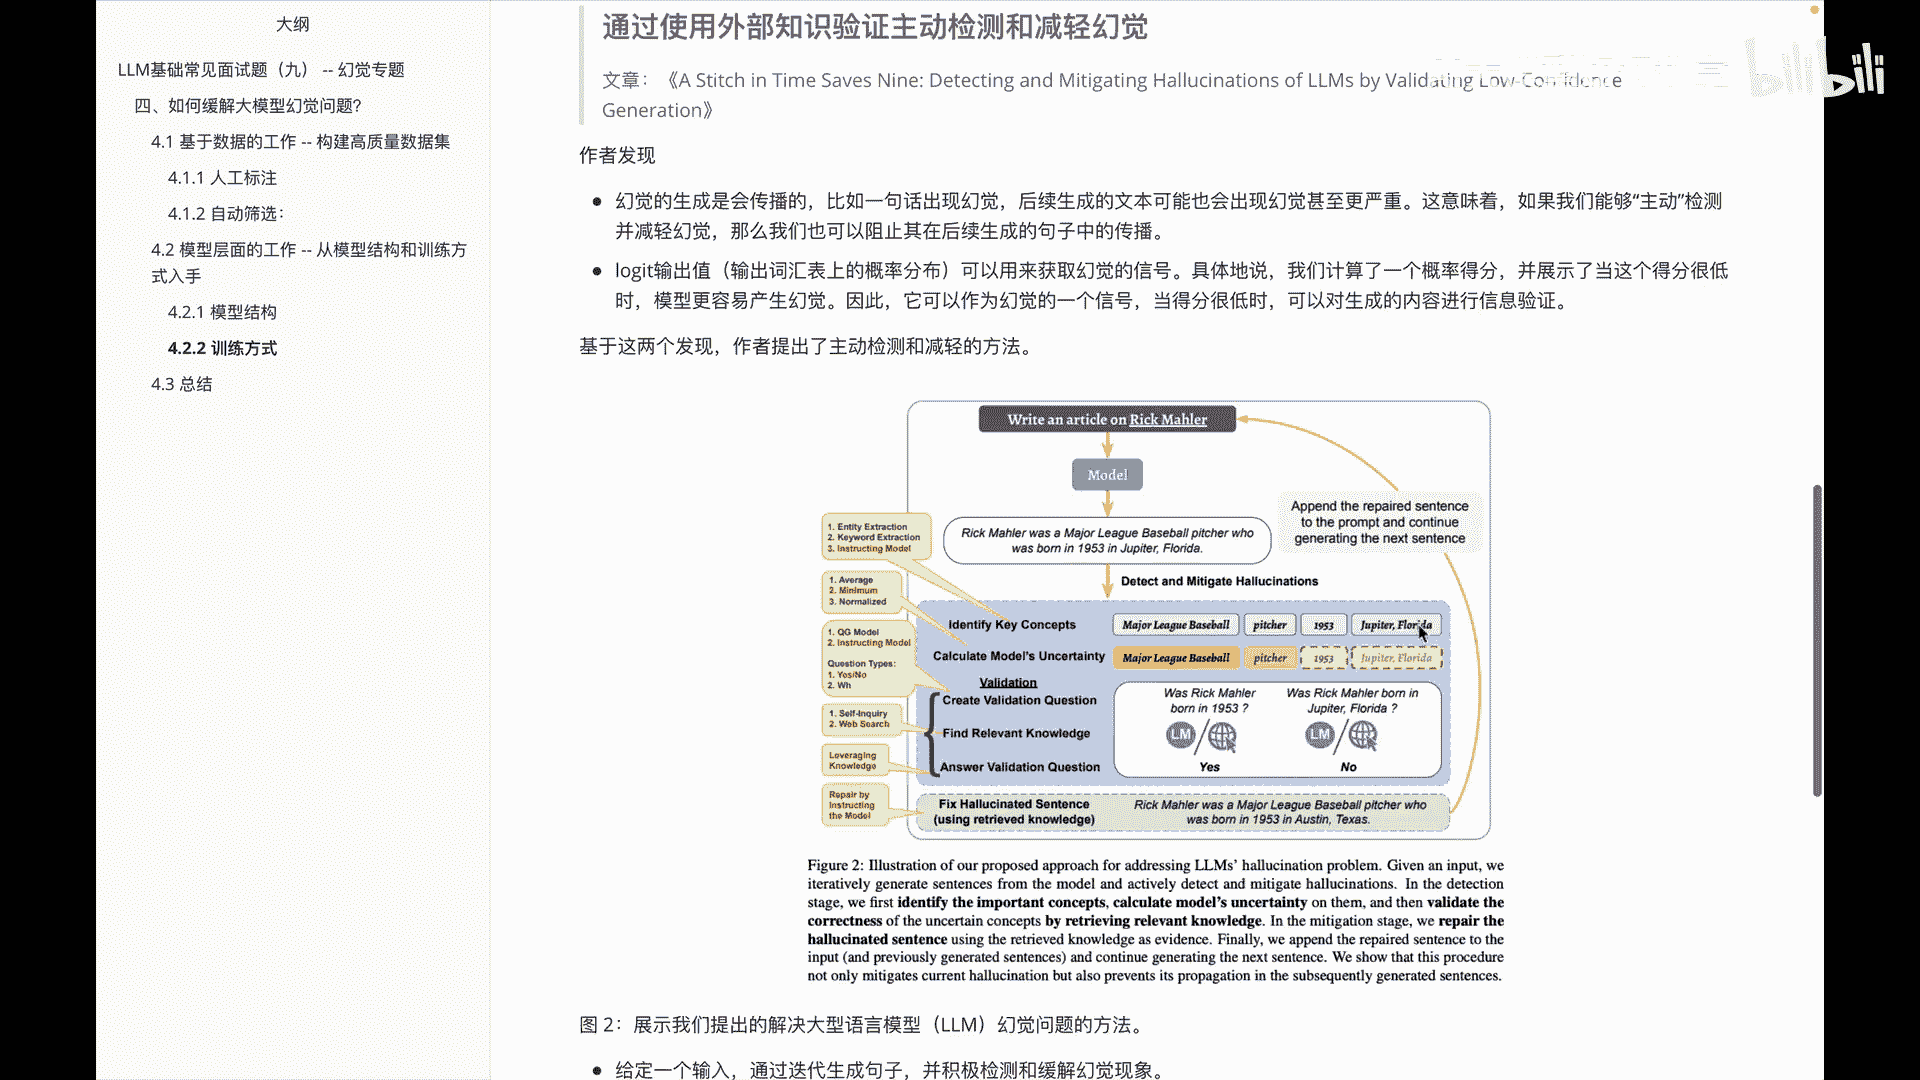 大纲
LLM基础常见面试题（九） -- 幻觉专题
四、如何缓解大模型幻觉问题？
4.1 基于数据的工作 -- 构建高质量数据集
4.1.1 人工标注
4.1.2 自动筛选：
4.2 模型层面的工作 -- 从模型结构和训练方
式入手
4.2.1 模型结构
4.2.2 训练方式
4.3 总结
通过使用外部知识验证主动检测和减轻幻觉
文章：《A Stitch in Time Saves Nine: Detecting and Mitigating Hallucinations of LLMs by Validating Low-Confidence
Generation》
bilibili
作者发现
幻觉的生成是会传播的，比如一句话出现幻觉，后续生成的文本可能也会出现幻觉甚至更严重。这意味着，如果我们能够“主动”检测
并减轻幻觉，那么我们也可以阻止其在后续生成的句子中的传播。
logit输出值（输出词汇表上的概率分布）可以用来获取幻觉的信号。具体地说，我们计算了一个概率得分，并展示了当这个得分很低
时，模型更容易产生幻觉。因此，它可以作为幻觉的一个信号，当得分很低时，可以对生成的内容进行信息验证。
基于这两个发现，作者提出了主动检测和减轻的方法。
Write an article on Rick Mahler
Model
Rick Mahler was a Major League Baseball pitcher who
was born in 1953 in Jupiter, Florida.
Append the repaired sentence
to the prompt and continue
generating the next sentence
Detect and Mitigate Hallucinations
1. Entity Extraction
2. Keyword Extraction
3. Instructing Model
1. Average
2. Minimum
3. Normalized
1. QG Model
2. Instructing Model
Question Types:
1. Yes/No
2. Wh
1. Self-Inquiry
2. Web Search
Leveraging
Knowledge
Repair by
Instructing
the Model
Identify Key Concepts
Major League Baseball
pitcher
1953
Jupiter, Florida
Calculate Model's Uncertainty
Major League Baseball
pitcher
1953
Jupiter, Florida
Validation
Create Validation Question
Was Rick Mahler
born in 1953 ?
Was Rick Mahler born in
Jupiter, Florida ?
Find Relevant Knowledge
LM
LM
Answer Validation Question
Yes
No
Fix Hallucinated Sentence
(using retrieved knowledge)
Rick Mahler was a Major League Baseball pitcher who
was born in 1953 in Austin, Texas.
Figure 2: Illustration of our proposed approach for addressing LLMs' hallucination problem. Given an input, we
iteratively generate sentences from the model and actively detect and mitigate hallucinations. In the detection
stage, we first identify the important concepts, calculate model's uncertainty on them, and then validate the
correctness of the uncertain concepts by retrieving relevant knowledge. In the mitigation stage, we repair the
hallucinated sentence using the retrieved knowledge as evidence. Finally, we append the repaired sentence to the
input (and previously generated sentences) and continue generating the next sentence. We show that this procedure
not only mitigates current hallucination but also prevents its propagation in the subsequently generated sentences.
图 2：展示我们提出的解决大型语言模型（LLM）幻觉问题的方法。
给定一个输入，通过迭代生成句子，并积极检测和缓解幻觉现象。